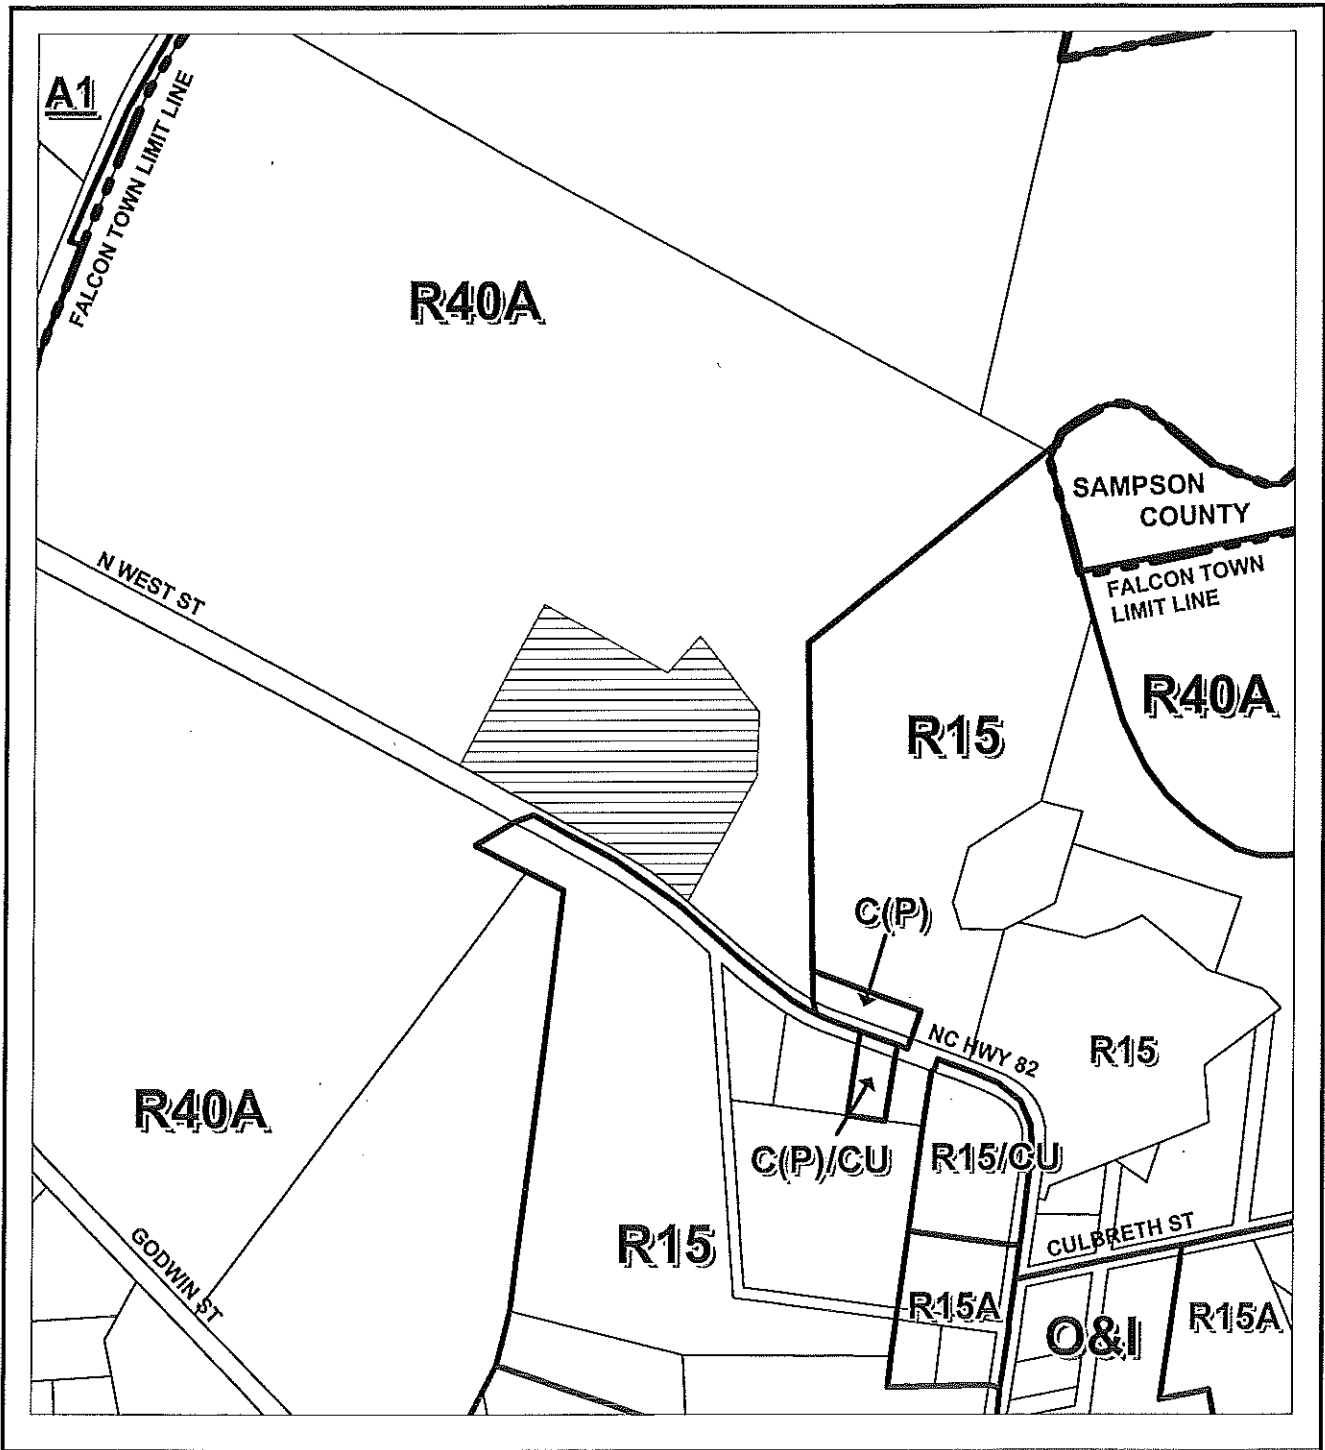 A1
FALCON TOWN LIMIT LINE
R40A
SAMPSON
COUNTY
FALCON TOWN
LIMIT LINE
N WEST ST
R40A
R15
C(P)
NC HWY 82
R15
R40A
C(P)/CU
R15/CU
R15
CULBRETH ST
GODWIN ST
R15A
O&I
R15A